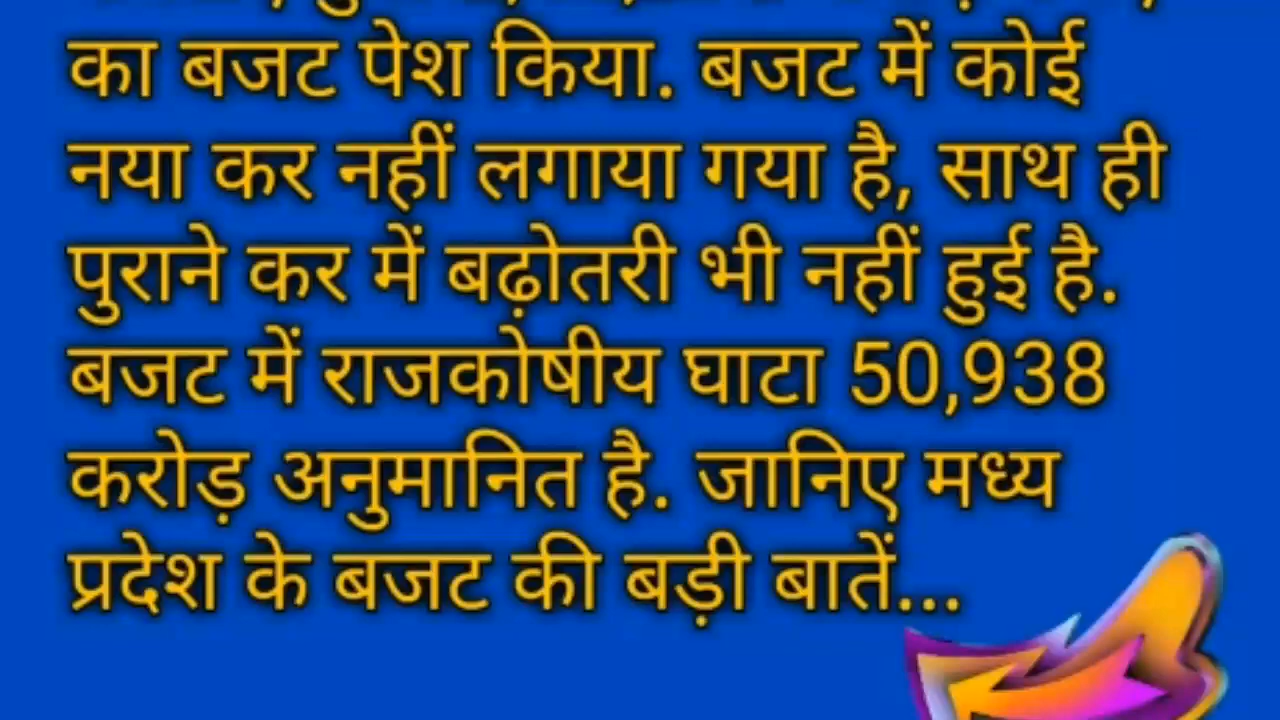 का बजट पेश किया. बजट में कोई
नया कर नहीं लगाया गया है, साथ ही
पुराने कर में बढ़ोतरी भी नहीं हुई है.
बजट में राजकोषीय घाटा 50,938
करोड़ अनुमानित है. जानिए मध्य
प्रदेश के बजट की बड़ी बातें...